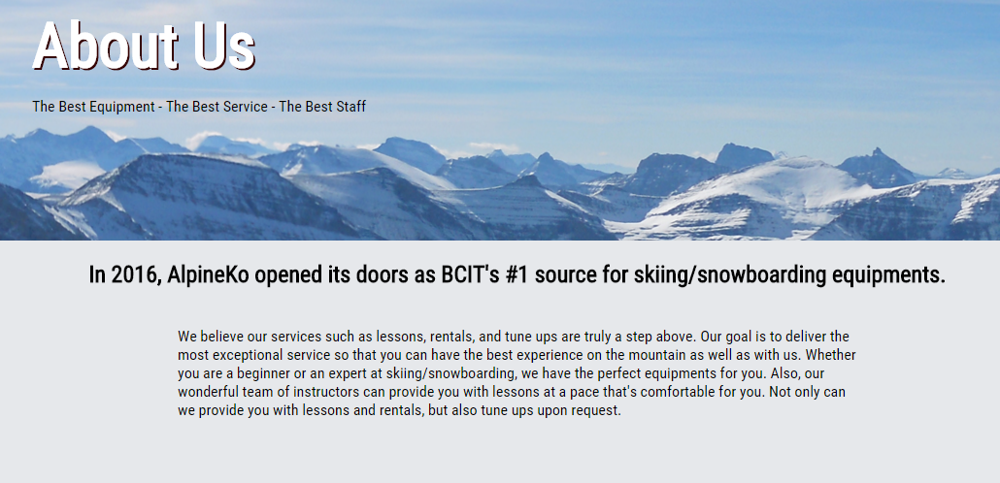 About Us
The Best Equipment - The Best Service - The Best Staff
In 2016, AlpineKo opened its doors as BCIT's #1 source for skiing/snowboarding equipments.
We believe our services such as lessons, rentals, and tune ups are truly a step above. Our goal is to deliver the
most exceptional service so that you can have the best experience on the mountain as well as with us. Whether
you are a beginner or an expert at skiing/snowboarding, we have the perfect equipments for you. Also, our
wonderful team of instructors can provide you with lessons at a pace that's comfortable for you. Not only can
we provide you with lessons and rentals, but also tune ups upon request.